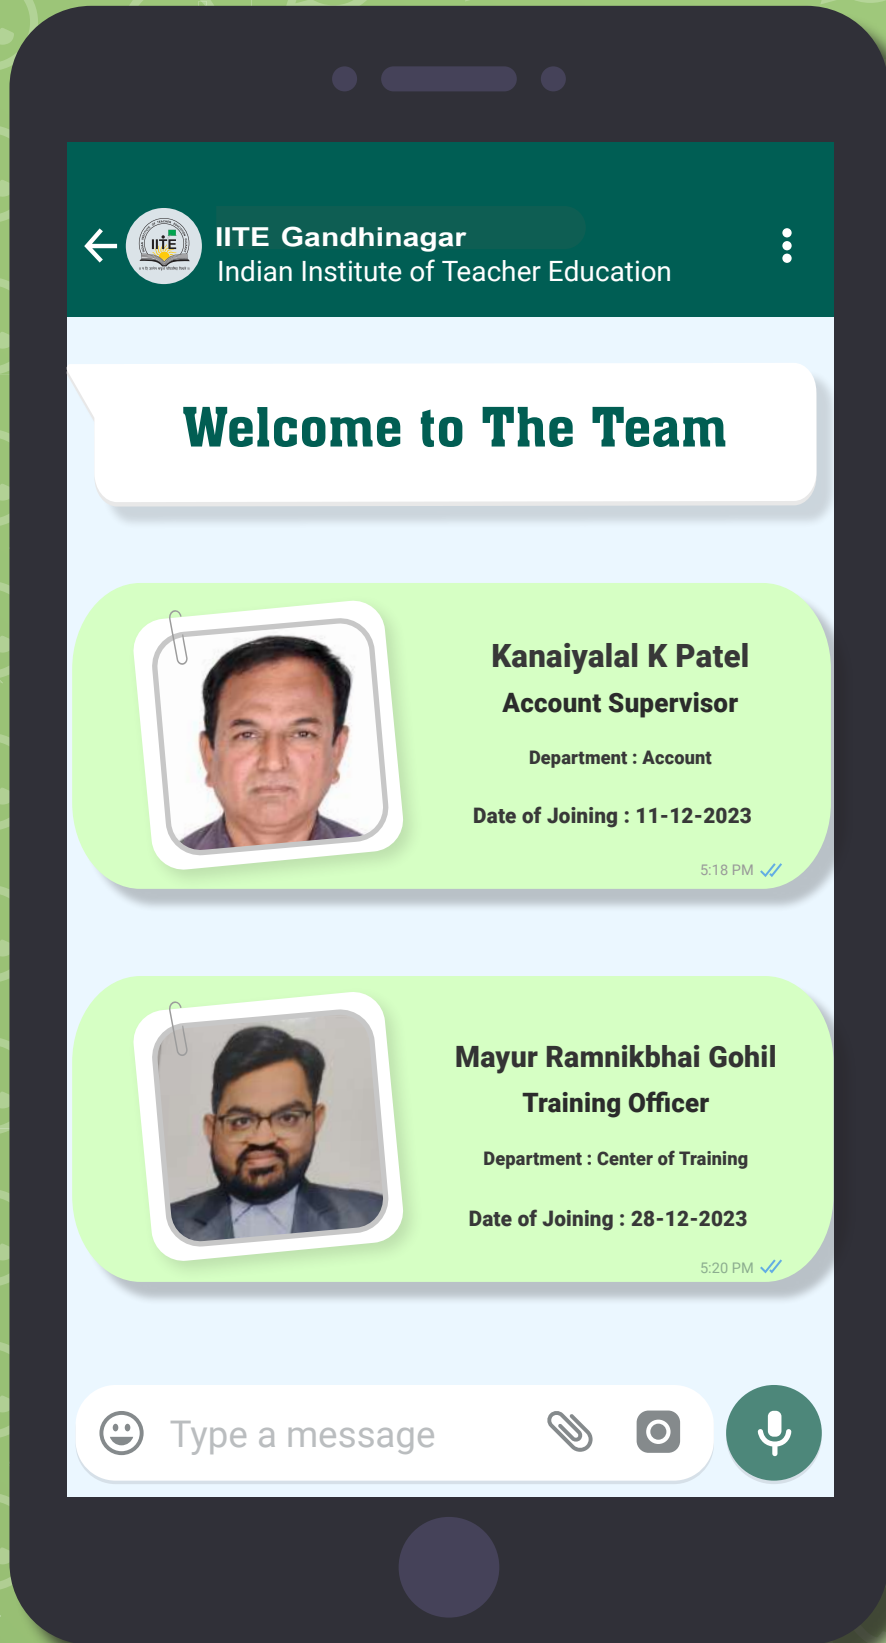 IITE
IITE Gandhinagar
Indian Institute of Teacher Education
Welcome to The Team
Kanaiyalal K Patel
Account Supervisor
Department : Account
Date of Joining : 11-12-2023
5:18 PM
Mayur Ramnikbhai Gohil
Training Officer
Department : Center of Training
Date of Joining : 28-12-2023
5:20 PM
Type a message